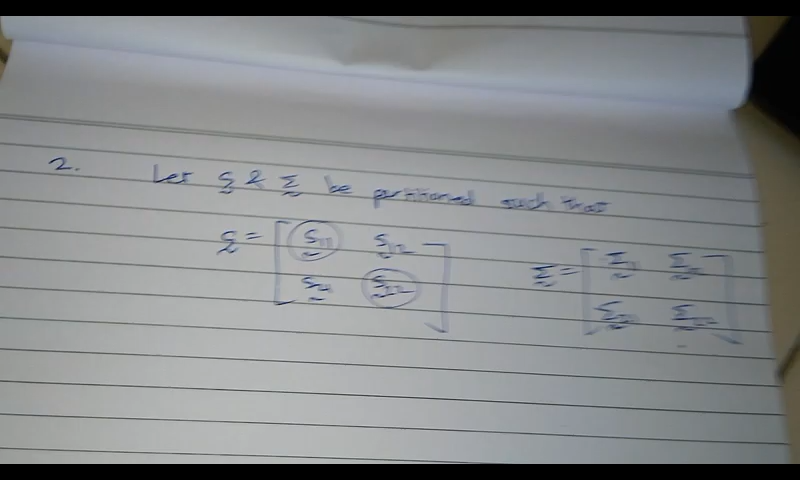 2. Let S & Σ be partitioned such that
S = [ S11 S12
S21 S22 ]
Σ = [ Σ11 Σ12
Σ21 Σ22 ]